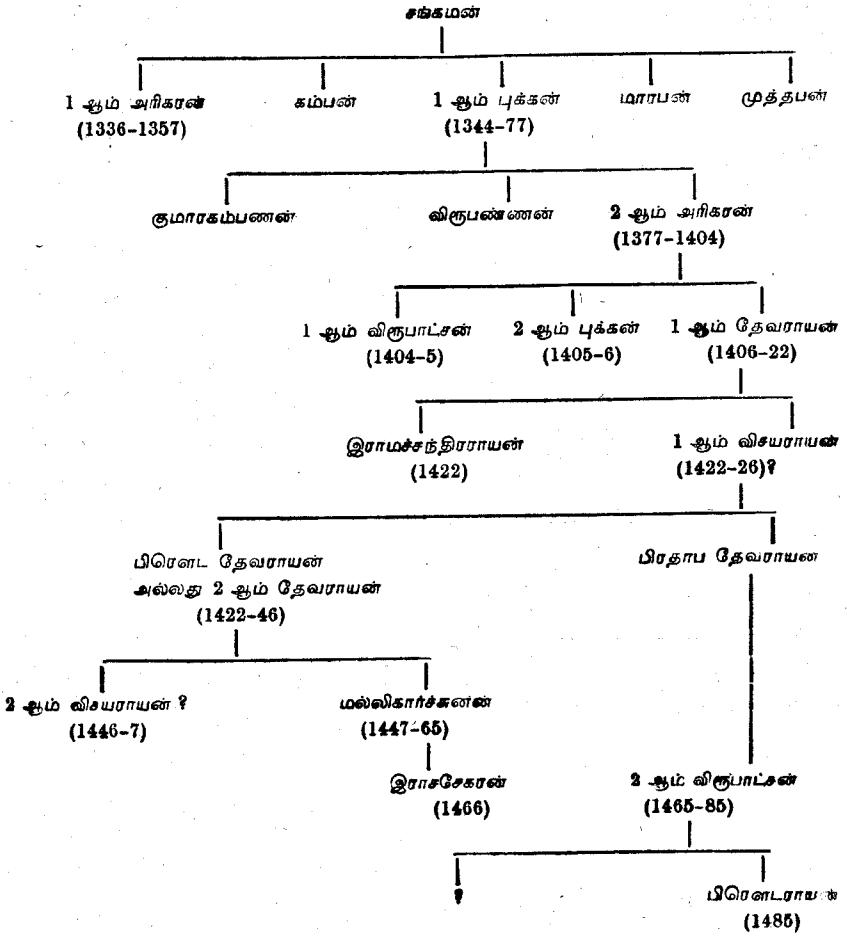 சங்கமன்
1 ஆம் அரிகரன் கம்பன் 1 ஆம் புக்கன் மாரபன் முத்தபன்
(1336-1357) (1344-77)
குமாரகம்பணன் விரூபண்ணன் 2 ஆம் அரிகரன்
(1377-1404)
1 ஆம் விரூபாட்சன் 2 ஆம் புக்கன் 1 ஆம் தேவராயன்
(1404-5) (1405-6) (1406-22)
இராமச்சந்திரராயன் 1 ஆம் விசயராயன்
(1422) (1422-26)?
பிரௌட தேவராயன் பிரதாப தேவராயன்
அல்லது 2 ஆம் தேவராயன்
(1422-46)
2 ஆம் விசயராயன் ? மல்லிகார்ச்சுனன்
(1446-7) (1447-65)
இராசசேகரன் 2 ஆம் விரூபாட்சன்
(1466) (1465-85)
? பிரௌடராயன்
(1485)